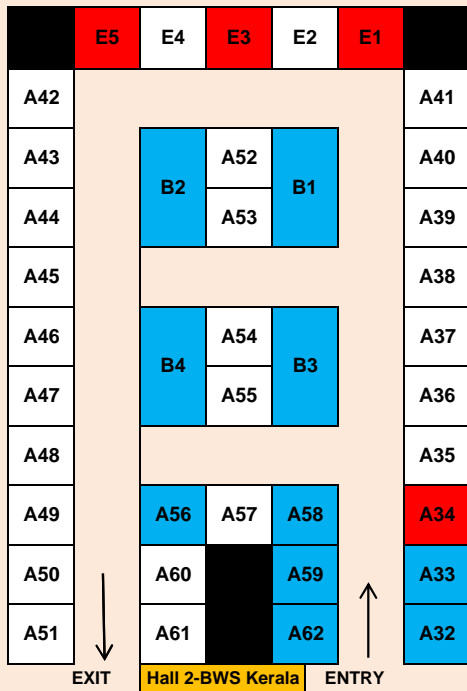 E5 E4 E3 E2 E1
A42 A41
A43 A52 A40
B2 B1
A44 A53 A39
A45 A38
A46 A54 A37
B4 B3
A47 A55 A36
A48 A35
A49 A56 A57 A58 A34
A50 A60 A59 A33
A51 A61 A62 A32
EXIT Hall 2-BWS Kerala ENTRY